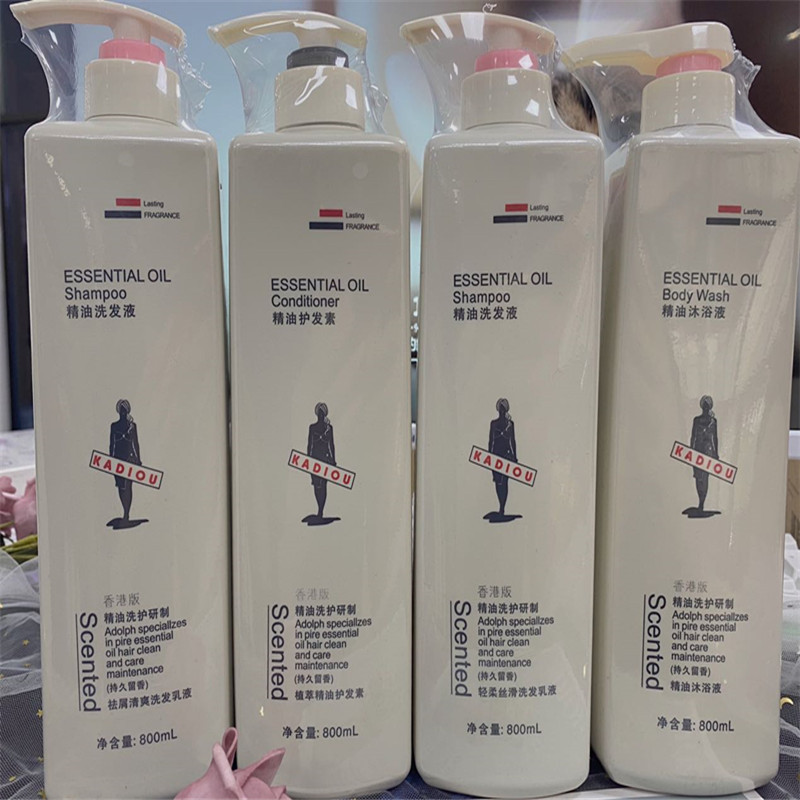 Lasting
FRAGRANCE
ESSENTIAL OIL
Shampoo
精油洗发液
KADIOU
香港版
Scented
精油洗护研制
Adolph speciallzes
in pire essential
oil hair clean
and care
maintenance
(持久留香)
祛屑清爽洗发乳液
净含量: 800mL
Lasting
FRAGRANCE
ESSENTIAL OIL
Conditioner
精油护发素
KADIOU
香港版
Scented
精油洗护研制
Adolph speciallzes
in pire essential
oil hair clean
and care
maintenance
(持久留香)
植萃精油护发素
净含量: 800mL
Lasting
FRAGRANCE
ESSENTIAL OIL
Shampoo
精油洗发液
KADIOU
香港版
Scented
精油洗护研制
Adolph speciallzes
in pire essential
oil hair clean
and care
maintenance
(持久留香)
轻柔丝滑洗发乳液
净含量: 800mL
Lasting
FRAGRANCE
ESSENTIAL OIL
Body Wash
精油沐浴液
KADIOU
香港版
Scented
精油洗护研制
Adolph speciallzes
in pire essential
oil hair clean
and care
maintenance
(持久留香)
精油沐浴液
净含量: 800mL